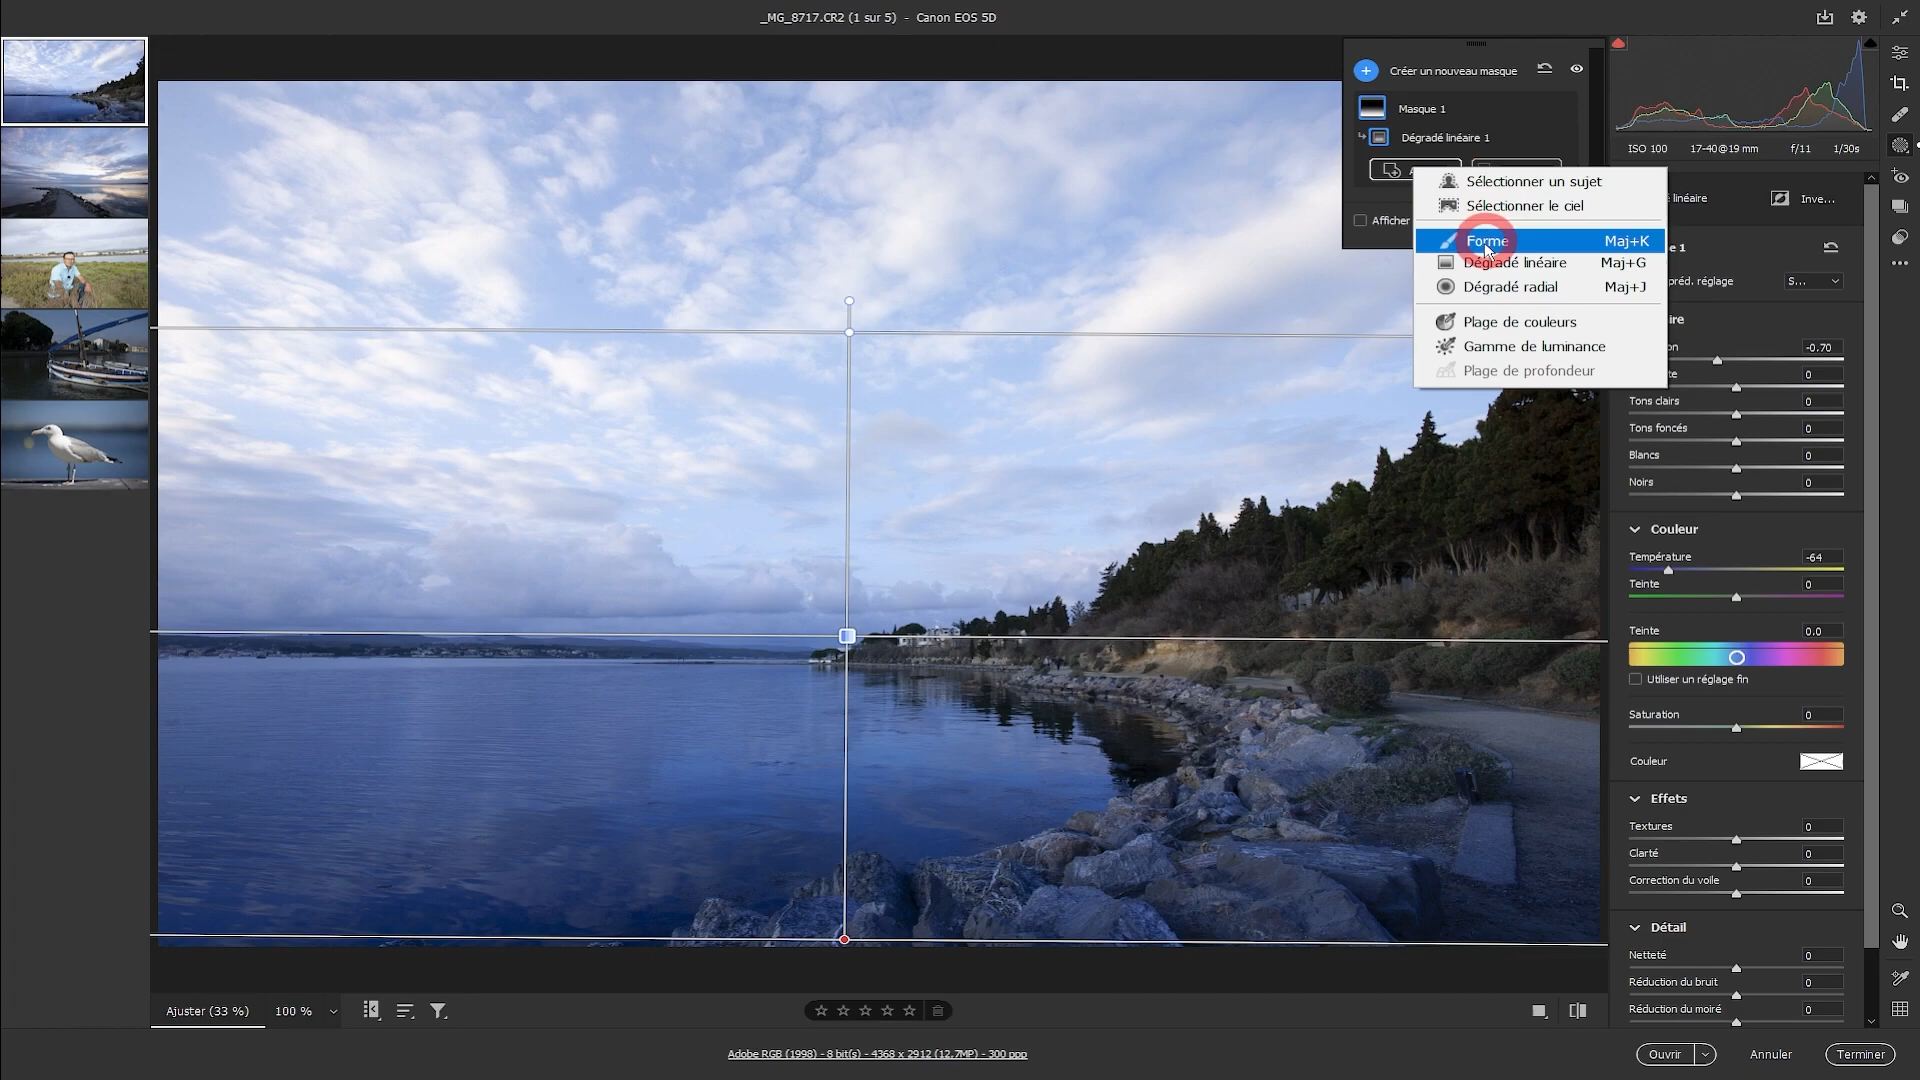 _MG_8717.CR2 (1 sur 5) - Canon EOS 5D
Créer un nouveau masque
Masque 1
Dégradé linéaire 1
Afficher
Sélectionner un sujet
Sélectionner le ciel
Forme Maj+K
Dégradé linéaire Maj+G
Dégradé radial Maj+J
Plage de couleurs
Gamme de luminance
Plage de profondeur
ISO 100 17-40@19 mm f/11 1/30s
linéaire Inve...
e 1
préd. réglage S...
-0.70
0
Tons clairs 0
Tons foncés 0
Blancs 0
Noirs 0
Couleur
Température -64
Teinte 0
Teinte 0.0
Utiliser un réglage fin
Saturation 0
Couleur
Effets
Textures 0
Clarté 0
Correction du voile 0
Détail
Netteté 0
Réduction du bruit 0
Réduction du moiré 0
Ajuster (33 %) 100 %
Adobe RGB (1998) - 8 bit(s) - 4368 x 2912 (12,7MP) - 300 ppp
Ouvrir Annuler Terminer